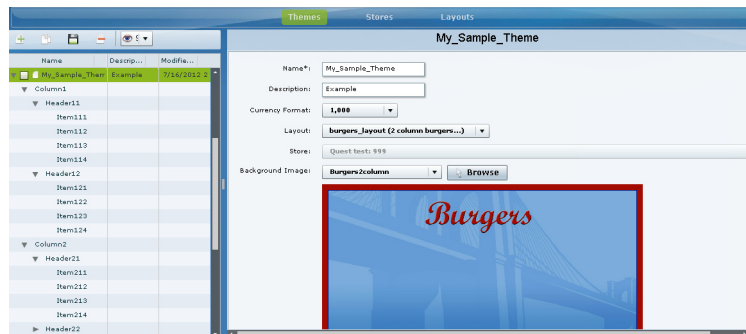 Themes Stores Layouts
My_Sample_Theme
Name Descrip... Modifie...
My_Sample_Them Example 7/16/2012 2
Column1
Header11
Item111
Item112
Item113
Item114
Header12
Item121
Item122
Item123
Item124
Column2
Header21
Item211
Item212
Item213
Item214
Header22
Name*: My_Sample_Theme
Description: Example
Currency Format: 1,000
Layout: burgers_layout (2 column burgers...)
Store: Quest test: 999
Background Image: Burgers2column Browse
Burgers